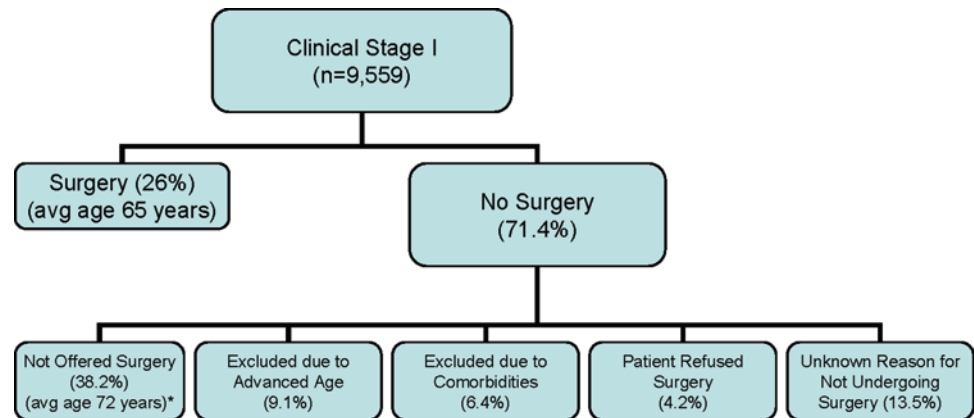 Clinical Stage I
(n=9,559)
Surgery (26%)
(avg age 65 years)
No Surgery
(71.4%)
Not Offered Surgery
(38.2%)
(avg age 72 years)*
Excluded due to
Advanced Age
(9.1%)
Excluded due to
Comorbidities
(6.4%)
Patient Refused
Surgery
(4.2%)
Unknown Reason for
Not Undergoing
Surgery (13.5%)